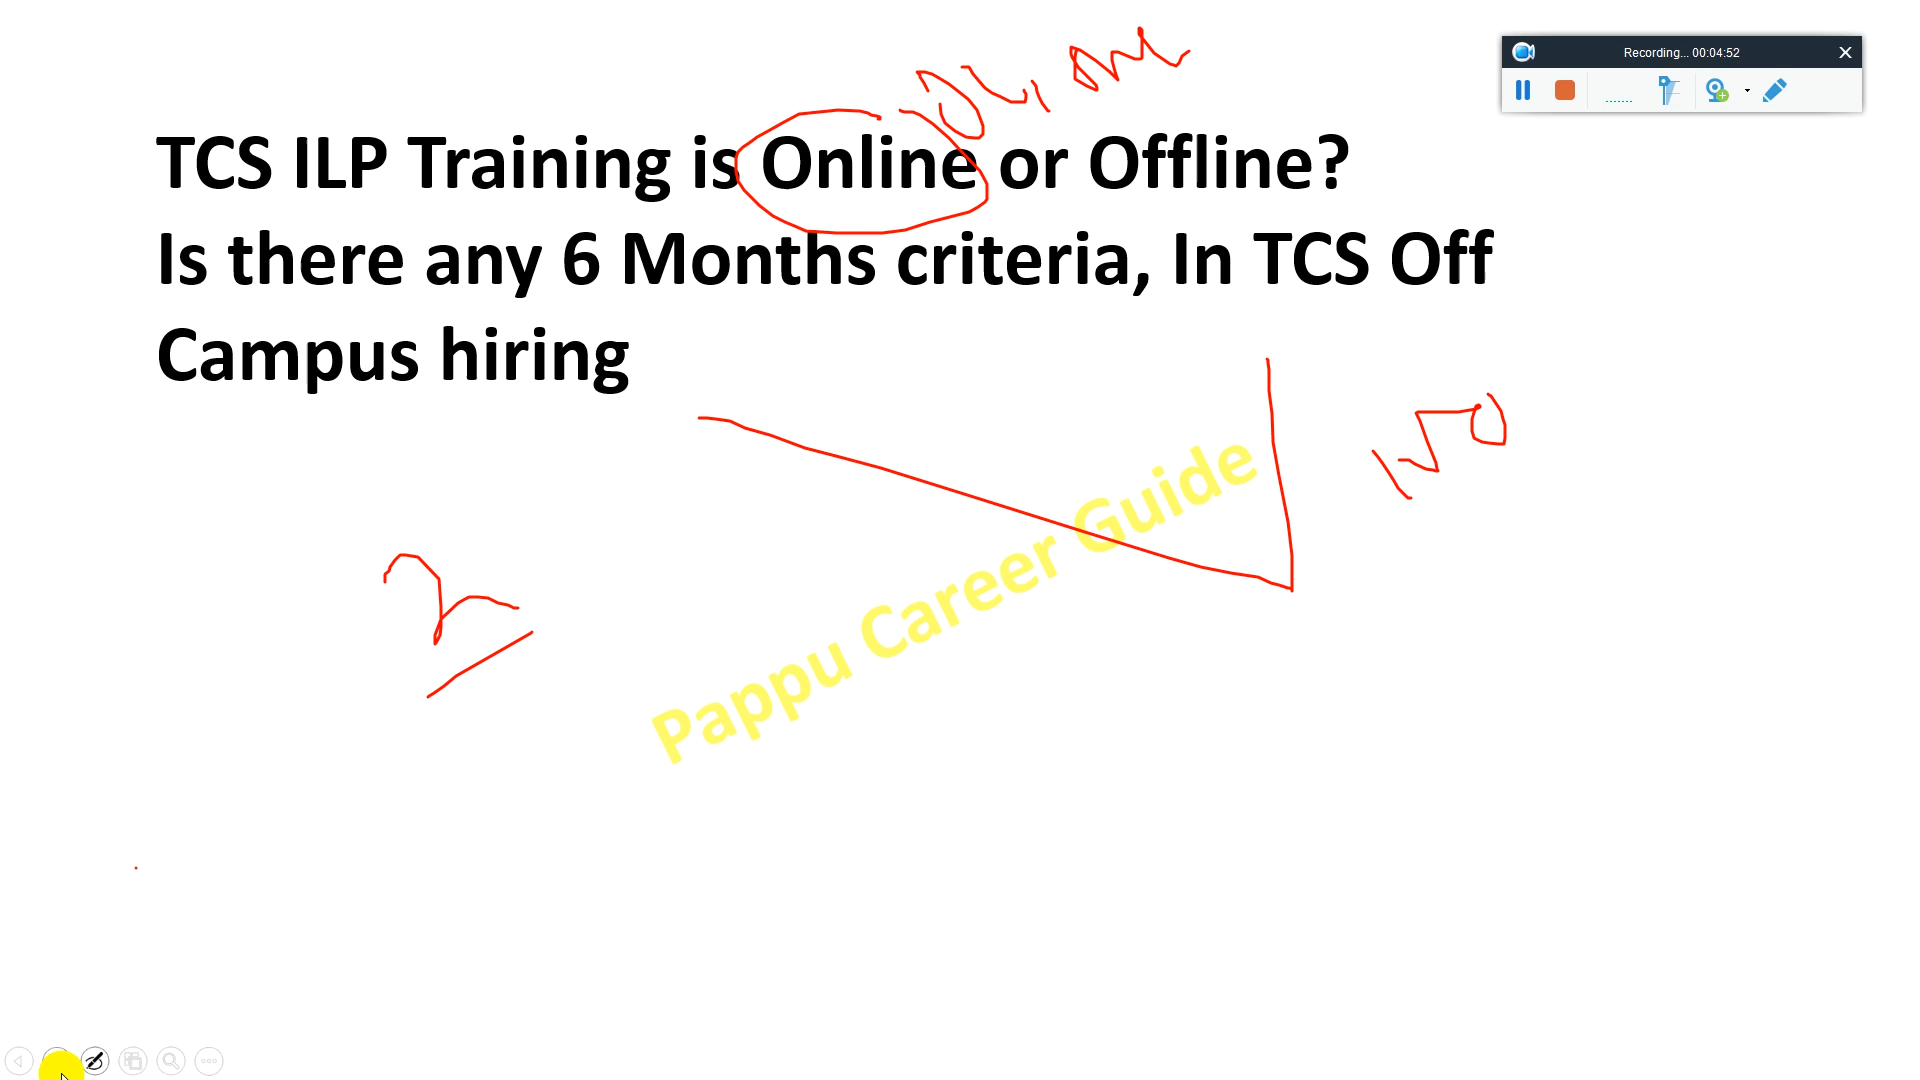 Recording... 00:04:52
TCS ILP Training is Online or Offline?
Is there any 6 Months criteria, In TCS Off
Campus hiring
NO
Pappu Career Guide